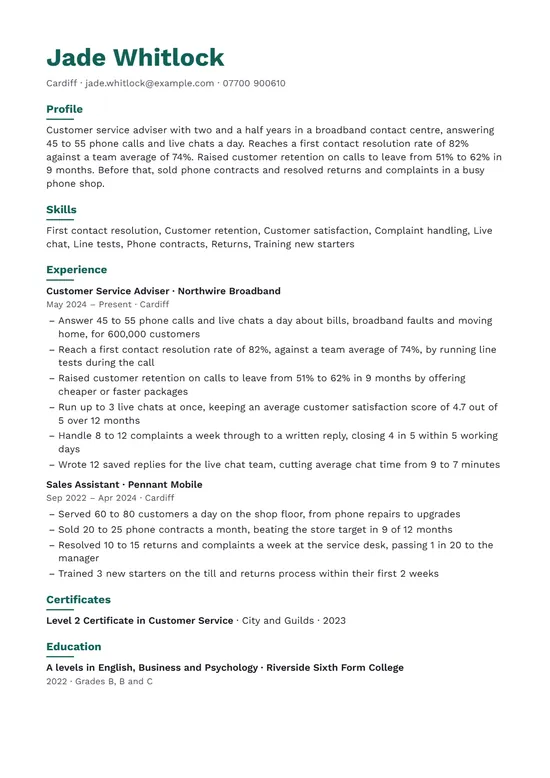 Jade Whitlock
Cardiff · jade.whitlock@example.com · 07700 900610
Profile
Customer service adviser with two and a half years in a broadband contact centre, answering
45 to 55 phone calls and live chats a day. Reaches a first contact resolution rate of 82%
against a team average of 74%. Raised customer retention on calls to leave from 51% to 62% in
9 months. Before that, sold phone contracts and resolved returns and complaints in a busy
phone shop.
Skills
First contact resolution, Customer retention, Customer satisfaction, Complaint handling, Live
chat, Line tests, Phone contracts, Returns, Training new starters
Experience
Customer Service Adviser · Northwire Broadband
May 2024 – Present · Cardiff
– Answer 45 to 55 phone calls and live chats a day about bills, broadband faults and moving
home, for 600,000 customers
– Reach a first contact resolution rate of 82%, against a team average of 74%, by running line
tests during the call
– Raised customer retention on calls to leave from 51% to 62% in 9 months by offering
cheaper or faster packages
– Run up to 3 live chats at once, keeping an average customer satisfaction score of 4.7 out of
5 over 12 months
– Handle 8 to 12 complaints a week through to a written reply, closing 4 in 5 within 5 working
days
– Wrote 12 saved replies for the live chat team, cutting average chat time from 9 to 7 minutes
Sales Assistant · Pennant Mobile
Sep 2022 – Apr 2024 · Cardiff
– Served 60 to 80 customers a day on the shop floor, from phone repairs to upgrades
– Sold 20 to 25 phone contracts a month, beating the store target in 9 of 12 months
– Resolved 10 to 15 returns and complaints a week at the service desk, passing 1 in 20 to the
manager
– Trained 3 new starters on the till and returns process within their first 2 weeks
Certificates
Level 2 Certificate in Customer Service · City and Guilds · 2023
Education
A levels in English, Business and Psychology · Riverside Sixth Form College
2022 · Grades B, B and C